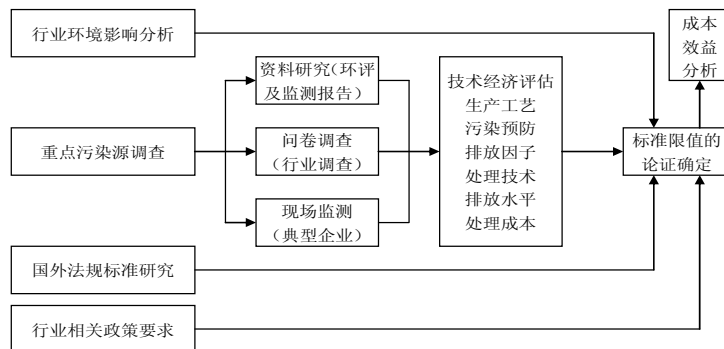 行业环境影响分析
成本
效益
分析
资料研究（环评
及监测报告）
技术经济评估
生产工艺
污染预防
排放因子
处理技术
排放水平
处理成本
重点污染源调查
问卷调查
（行业调查）
标准限值的
论证确定
现场监测
（典型企业）
国外法规标准研究
行业相关政策要求